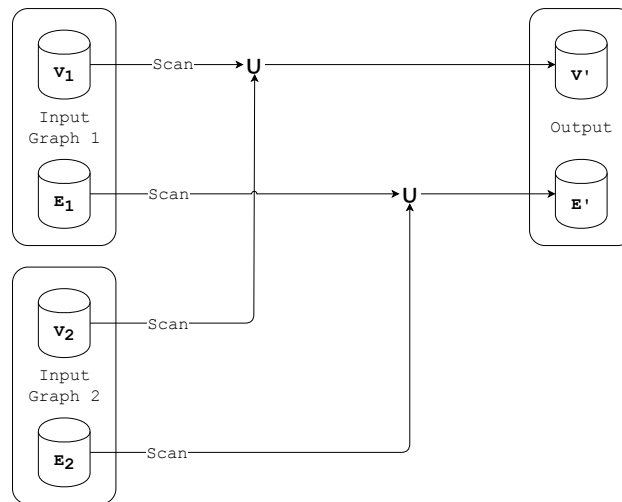 V1 Scan U V'
Input
Graph 1
Output
E1 Scan U E'
V2 Scan
Input
Graph 2
E2 Scan